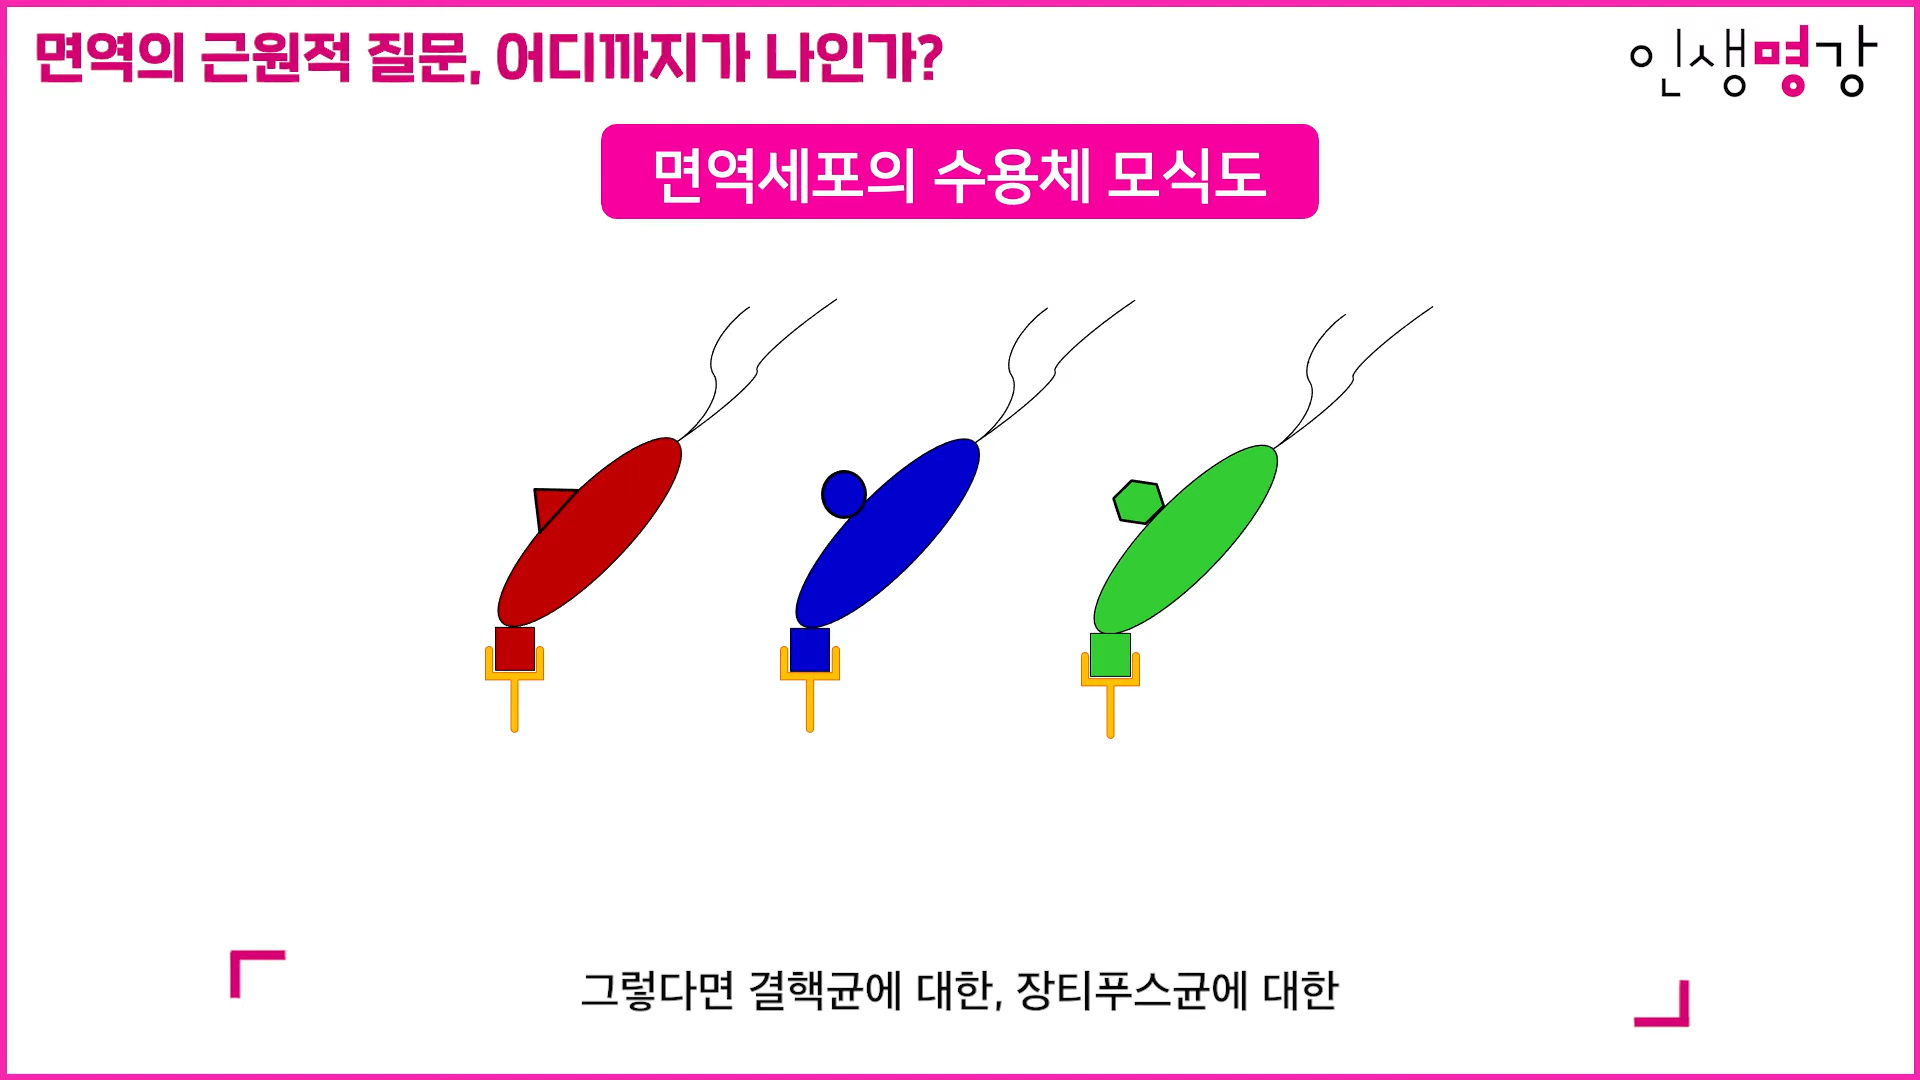 면역의 근원적 질문, 어디까지가 나인가?
인생명강
면역세포의 수용체 모식도
그렇다면 결핵균에 대한, 장티푸스균에 대한